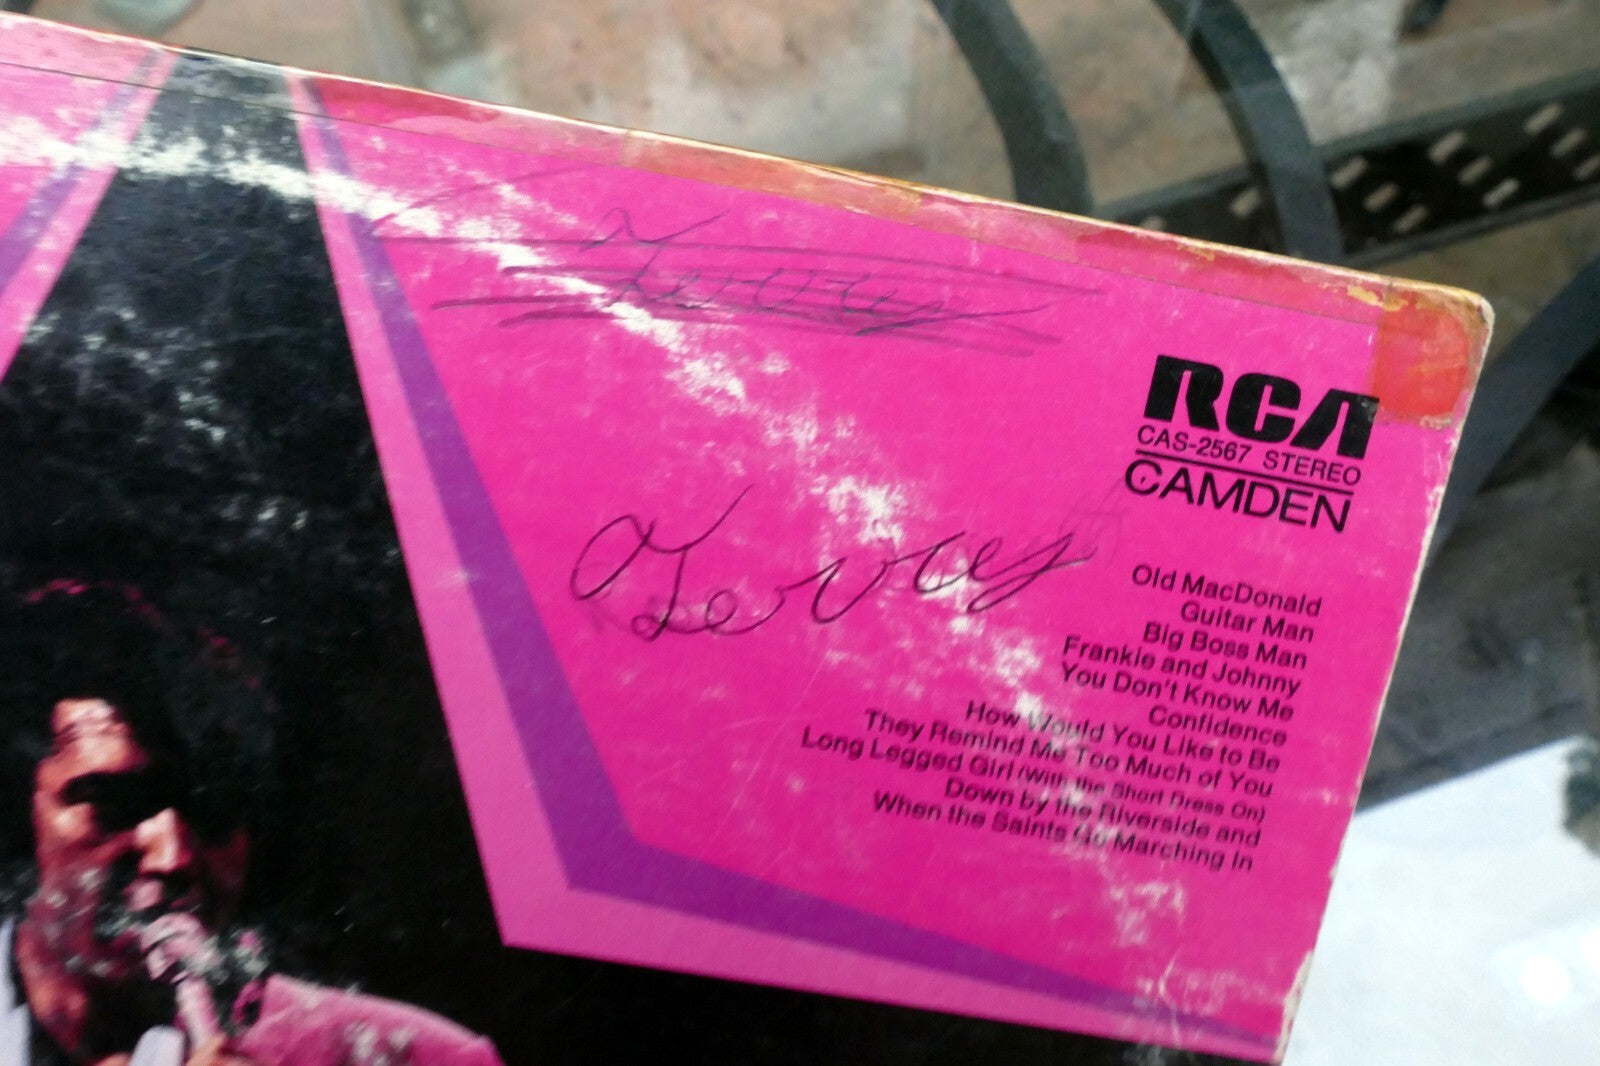 RCA
CAS-2567 STEREO
CAMDEN
Old MacDonald
Guitar Man
Big Boss Man
Frankie and Johnny
You Don't Know Me
Confidence
How Would You Like to Be
They Remind Me Too Much of You
Long Legged Girl (With the Short Dress On)
Down by the Riverside and
When the Saints Go Marching In